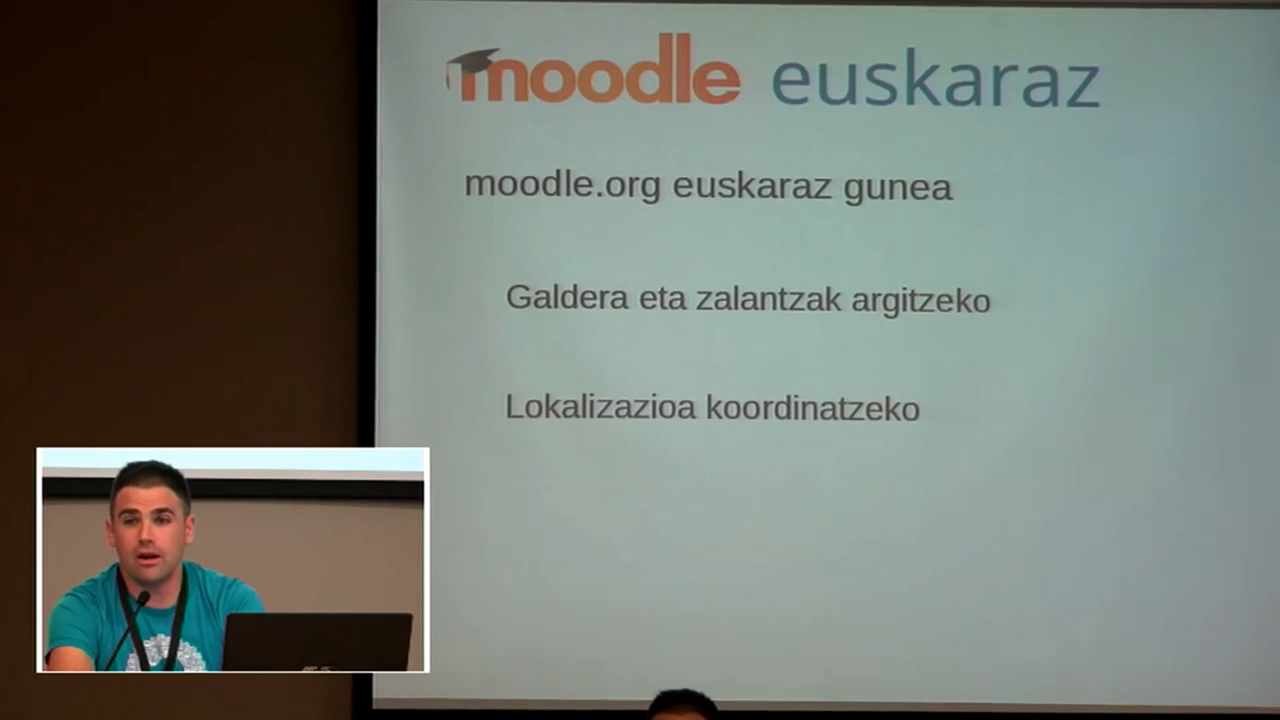 moodle euskaraz
moodle.org euskaraz gunea
Galdera eta zalantzak argitzeko
Lokalizazioa koordinatzeko